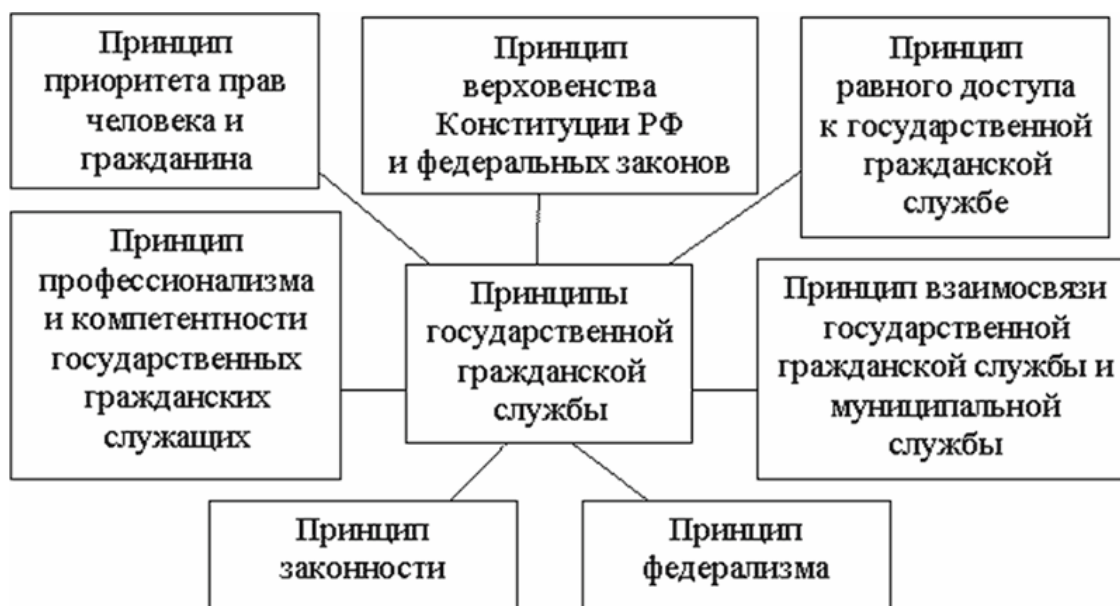 Принцип
приоритета прав
человека и
гражданина
Принцип
верховенства
Конституции РФ
и федеральных законов
Принцип
равного доступа
к государственной
гражданской
службе
Принцип
профессионализма
и компетентности
государственных
гражданских
служащих
Принципы
государственной
гражданской
службы
Принцип взаимосвязи
государственной
гражданской службы и
муниципальной
службы
Принцип
законности
Принцип
федерализма